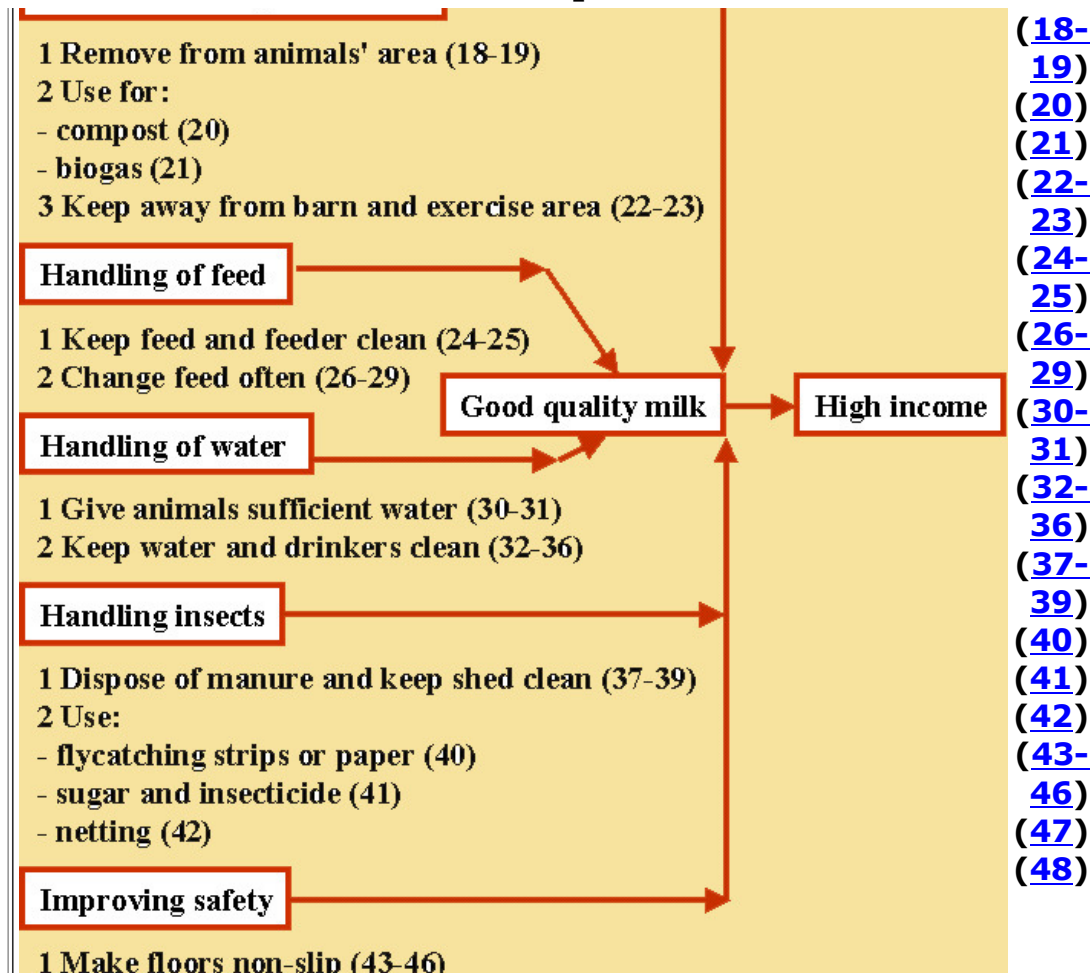 1 Remove from animals' area (18-19)
2 Use for:
- compost (20)
- biogas (21)
3 Keep away from barn and exercise area (22-23)
Handling of feed
1 Keep feed and feeder clean (24-25)
2 Change feed often (26-29)
Good quality milk
High income
Handling of water
1 Give animals sufficient water (30-31)
2 Keep water and drinkers clean (32-36)
Handling insects
1 Dispose of manure and keep shed clean (37-39)
2 Use:
- flycatching strips or paper (40)
- sugar and insecticide (41)
- netting (42)
Improving safety
1 Make floors non-slip (43-46)
(18-
19)
(20)
(21)
(22-
23)
(24-
25)
(26-
29)
(30-
31)
(32-
36)
(37-
39)
(40)
(41)
(42)
(43-
46)
(47)
(48)